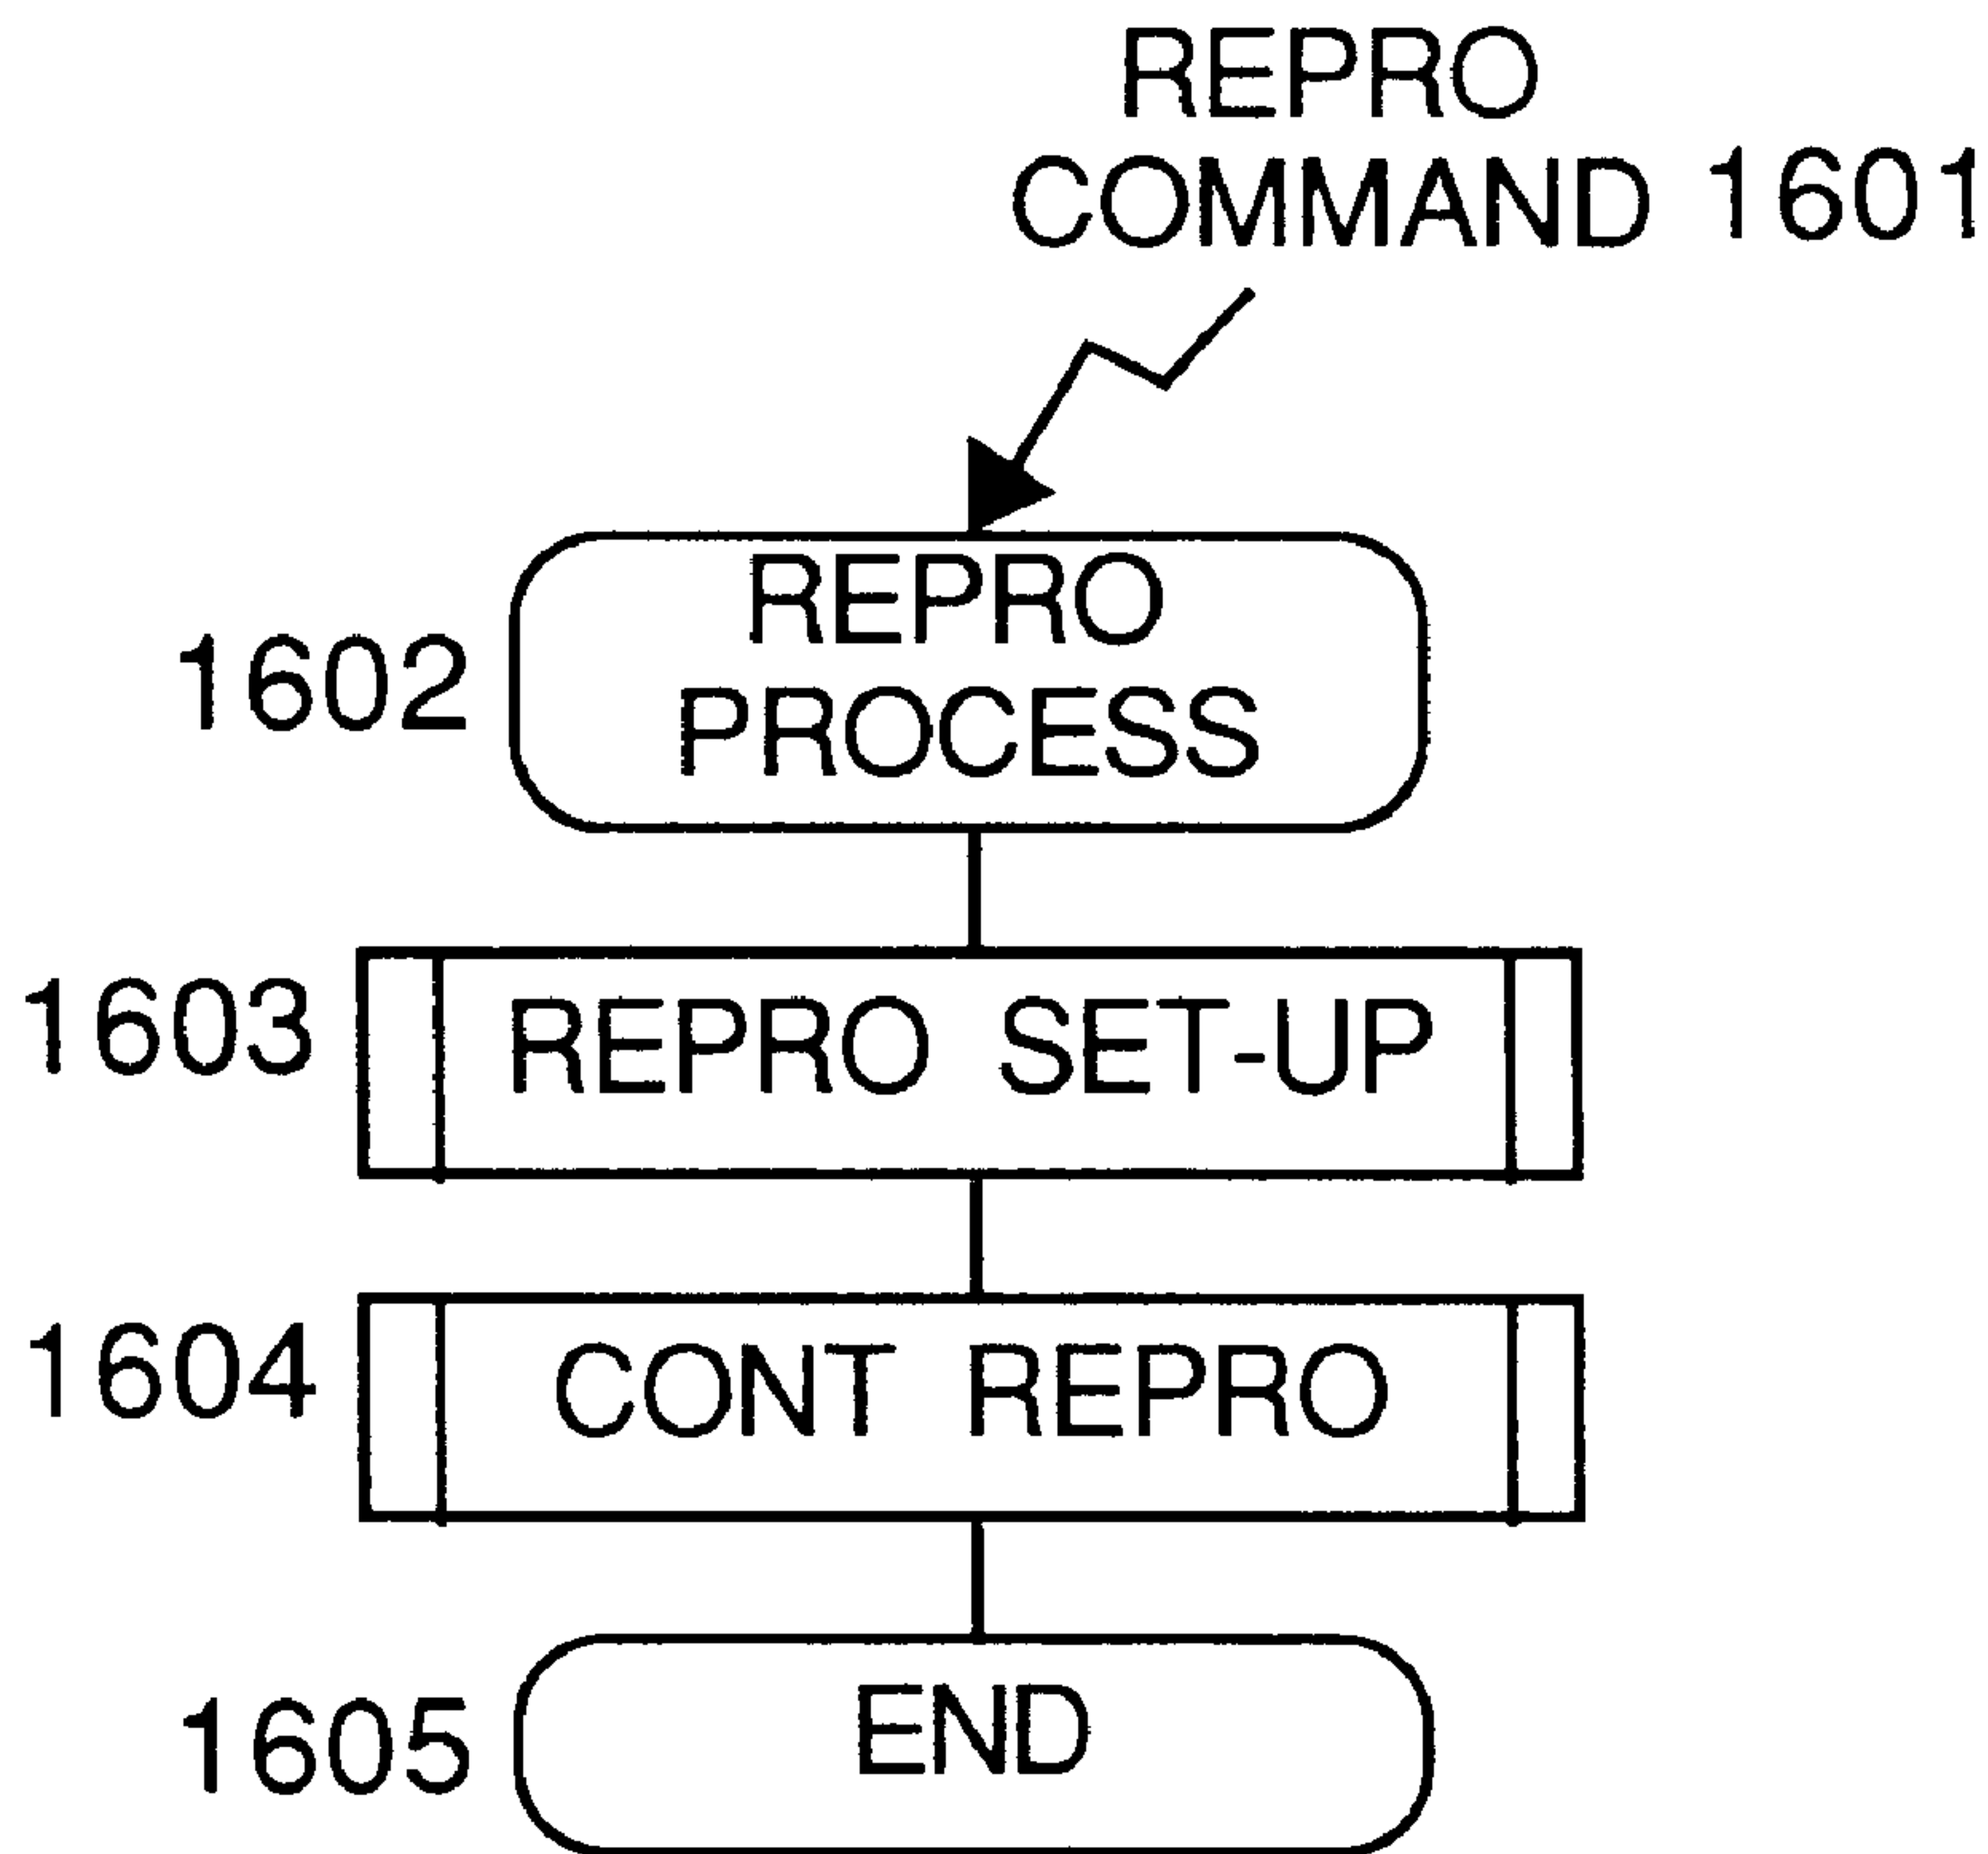 REPRO
COMMAND 1601
REPRO
1602
PROCESS
1603
REPRO SET-UP
1604
CONT REPRO
1605
END